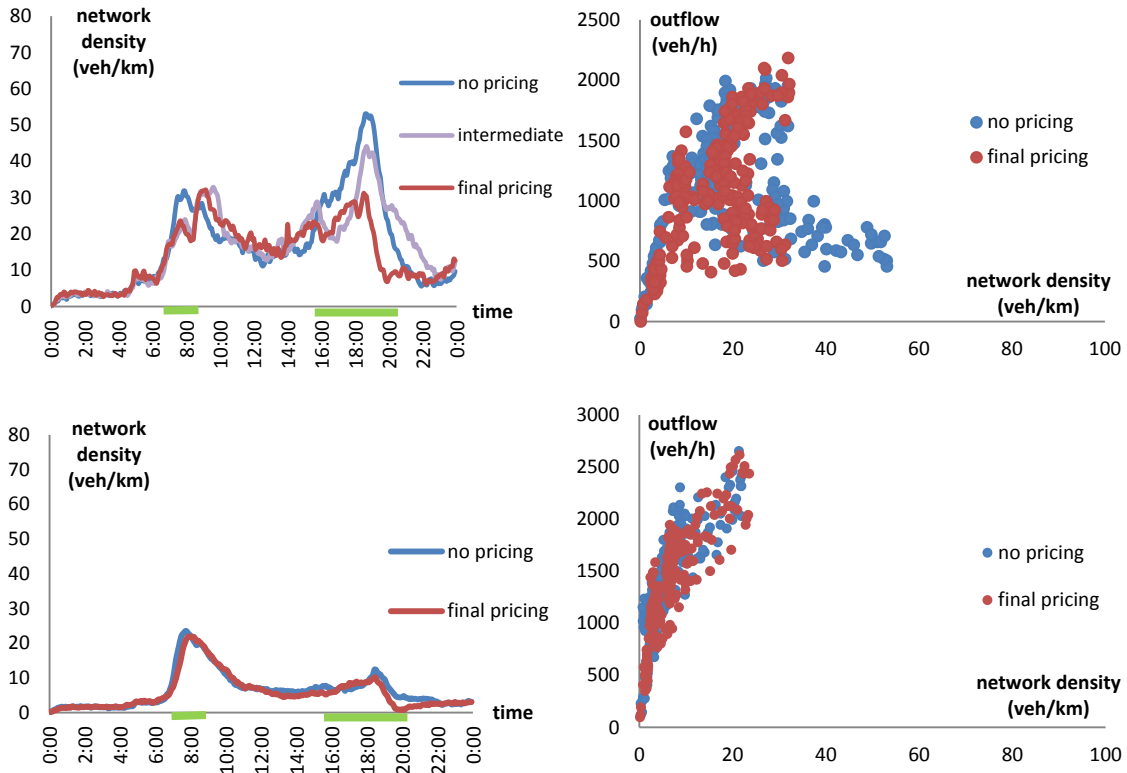 network
density
(veh/km)
80
70
60
50
40
30
20
10
0
no pricing
intermediate
final pricing
time
0:00
2:00
4:00
6:00
8:00
10:00
12:00
14:00
16:00
18:00
20:00
22:00
0:00
outflow
(veh/h)
2500
2000
1500
1000
500
0
no pricing
final pricing
network density
(veh/km)
0
20
40
60
80
100
network
density
(veh/km)
80
70
60
50
40
30
20
10
0
no pricing
final pricing
time
0:00
2:00
4:00
6:00
8:00
10:00
12:00
14:00
16:00
18:00
20:00
22:00
0:00
outflow
(veh/h)
3000
2500
2000
1500
1000
500
0
no pricing
final pricing
network density
(veh/km)
0
20
40
60
80
100